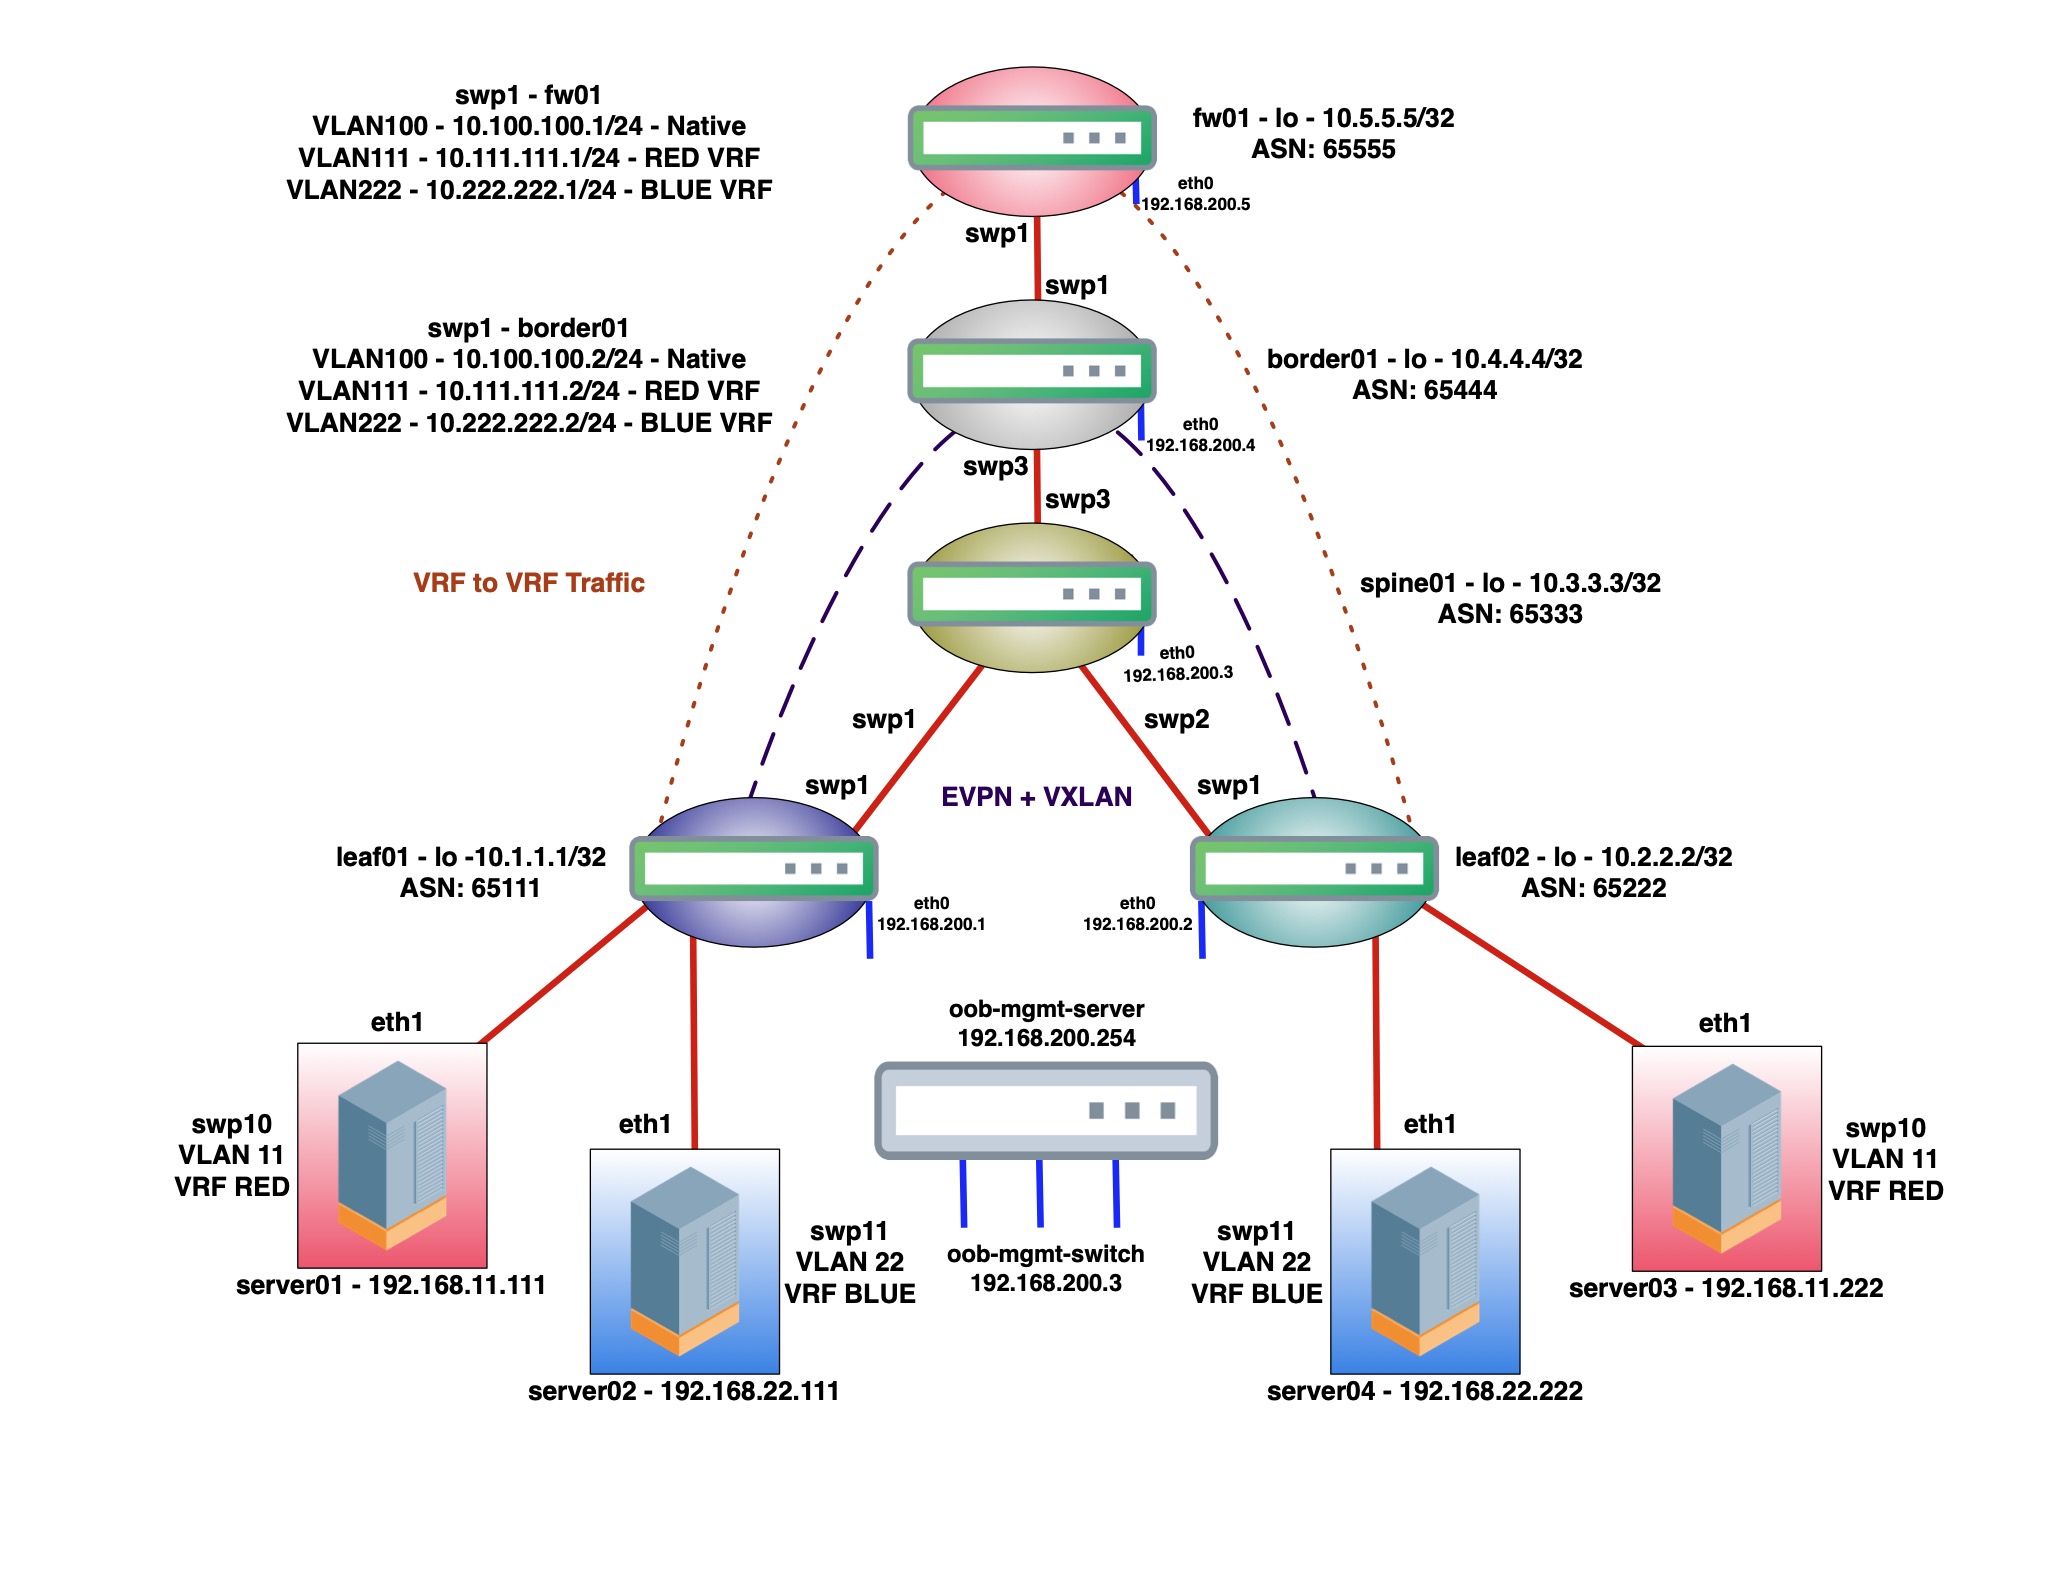 swp1 - fw01
VLAN100 - 10.100.100.1/24 - Native
VLAN111 - 10.111.111.1/24 - RED VRF
VLAN222 - 10.222.222.1/24 - BLUE VRF
fw01 - lo - 10.5.5.5/32
ASN: 65555
eth0
192.168.200.5
swp1
swp1
swp1 - border01
VLAN100 - 10.100.100.2/24 - Native
VLAN111 - 10.111.111.2/24 - RED VRF
VLAN222 - 10.222.222.2/24 - BLUE VRF
border01 - lo - 10.4.4.4/32
ASN: 65444
eth0
192.168.200.4
swp3
swp3
VRF to VRF Traffic
spine01 - lo - 10.3.3.3/32
ASN: 65333
eth0
192.168.200.3
swp1
swp2
swp1
EVPN + VXLAN
swp1
leaf01 - lo -10.1.1.1/32
ASN: 65111
eth0
192.168.200.1
eth0
192.168.200.2
leaf02 - lo - 10.2.2.2/32
ASN: 65222
oob-mgmt-server
192.168.200.254
eth1
swp10
VLAN 11
VRF RED
server01 - 192.168.11.111
eth1
swp11
VLAN 22
VRF BLUE
server02 - 192.168.22.111
oob-mgmt-switch
192.168.200.3
eth1
swp11
VLAN 22
VRF BLUE
server04 - 192.168.22.222
eth1
swp10
VLAN 11
VRF RED
server03 - 192.168.11.222